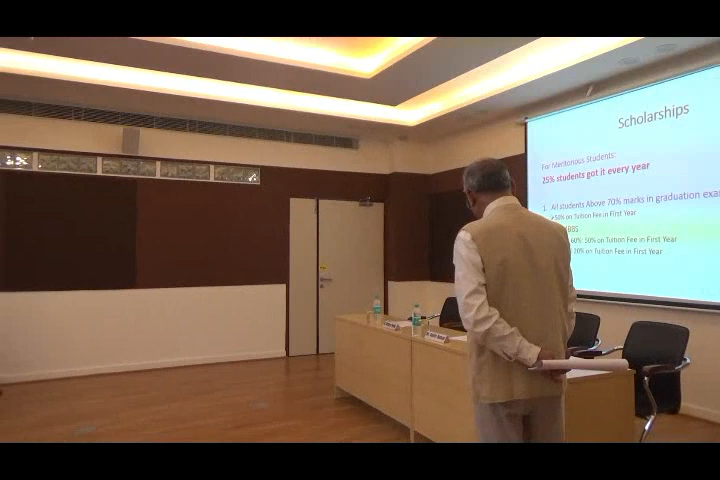 Scholarships
For Meritorious Students:
25% students got it every year
1. All students Above 70% marks in graduation exa
50% on Tuition Fee in First Year
60%: 50% on Tuition Fee in First Year
20% on Tuition Fee in First Year